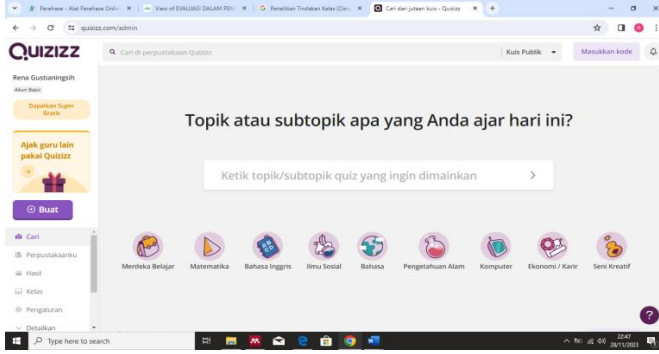 Parafrase - Alat Parafrase Onlin
View of EVALUASI DALAM PEN
Penelitian Tindakan Kelas (Clas
Cari dari jutaan kuis - Quizizz
quizizz.com/admin
QUIZIZZ
Cari di perpustakaan Quizizz
Kuis Publik
Masukkan kode
Rena Gustianingsih
Akun Basic
Dapatkan Super
Gratis
Ajak guru lain
pakai Quizizz
Buat
Cari
Perpustakaanku
Hasil
Kelas
Pengaturan
Detailkan
Topik atau subtopik apa yang Anda ajar hari ini?
Ketik topik/subtopik quiz yang ingin dimainkan
Merdeka Belajar
Matematika
Bahasa Inggris
Ilmu Sosial
Bahasa
Pengetahuan Alam
Komputer
Ekonomi / Karir
Seni Kreatif
?
Type here to search
22:47
28/11/2023